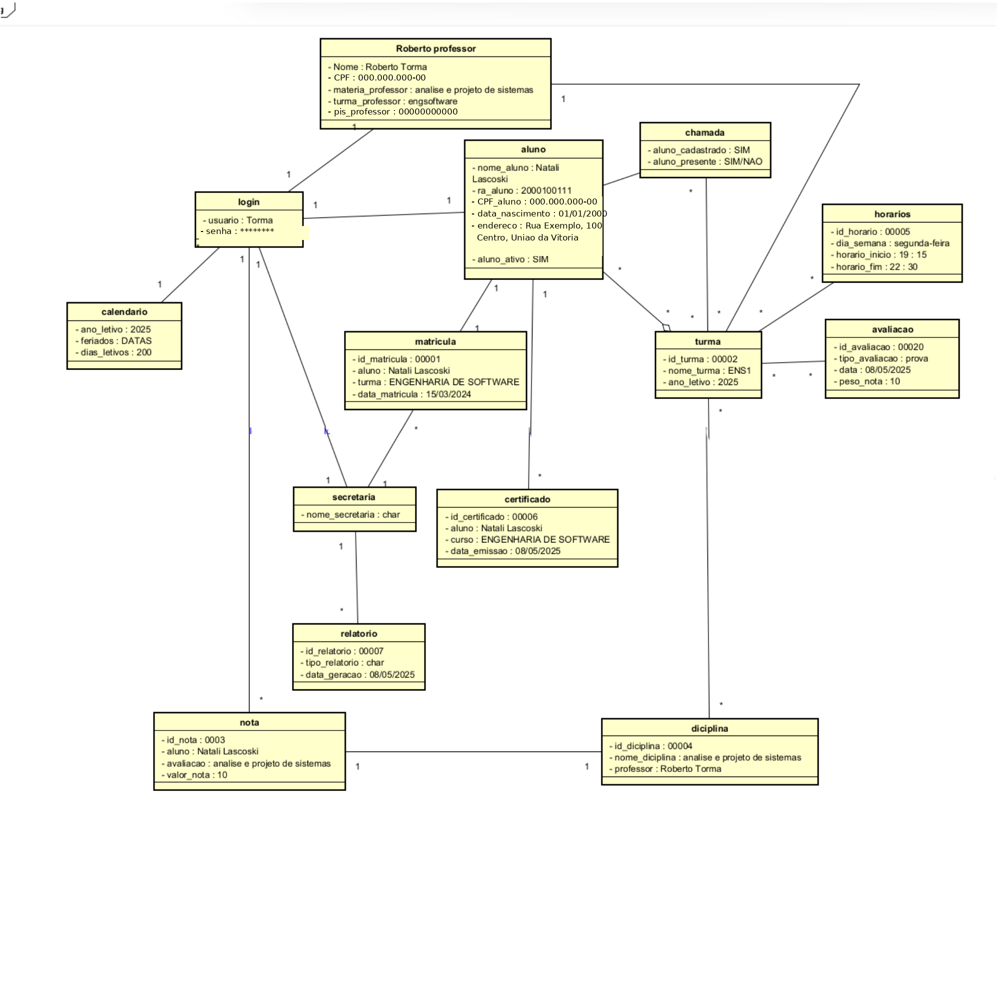 Roberto professor
- Nome : Roberto Torma
- CPF : 000.000.000-00
- materia_professor : analise e projeto de sistemas
- turma_professor : engsoftware
- pis_professor : 00000000000
1
1
1
chamada
- aluno_cadastrado : SIM
- aluno_presente : SIM/NAO
*
aluno
- nome_aluno : Natali
Lascoski
- ra_aluno : 2000100111
- CPF_aluno : 000.000.000-00
- data_nascimento : 01/01/2000
- endereco : Rua Exemplo, 100
Centro, Uniao da Vitoria
- aluno_ativo : SIM
login
- usuario : Torma
- senha : ********
1
1
1
1
1
horarios
- id_horario : 00005
- dia_semana : segunda-feira
- horario_inicio : 19 : 15
- horario_fim : 22 : 30
*
*
*
*
*
*
1
1
1
calendario
- ano_letivo : 2025
- feriados : DATAS
- dias_letivos : 200
matricula
- id_matricula : 00001
- aluno : Natali Lascoski
- turma : ENGENHARIA DE SOFTWARE
- data_matricula : 15/03/2024
*
turma
- id_turma : 00002
- nome_turma : ENS1
- ano_letivo : 2025
*
*
*
avaliacao
- id_avaliacao : 00020
- tipo_avaliacao : prova
- data : 08/05/2025
- peso_nota : 10
1
1
*
secretaria
- nome_secretaria : char
1
certificado
- id_certificado : 00006
- aluno : Natali Lascoski
- curso : ENGENHARIA DE SOFTWARE
- data_emissao : 08/05/2025
*
relatorio
- id_relatorio : 00007
- tipo_relatorio : char
- data_geracao : 08/05/2025
*
*
nota
- id_nota : 0003
- aluno : Natali Lascoski
- avaliacao : analise e projeto de sistemas
- valor_nota : 10
1
1
diciplina
- id_diciplina : 00004
- nome_diciplina : analise e projeto de sistemas
- professor : Roberto Torma